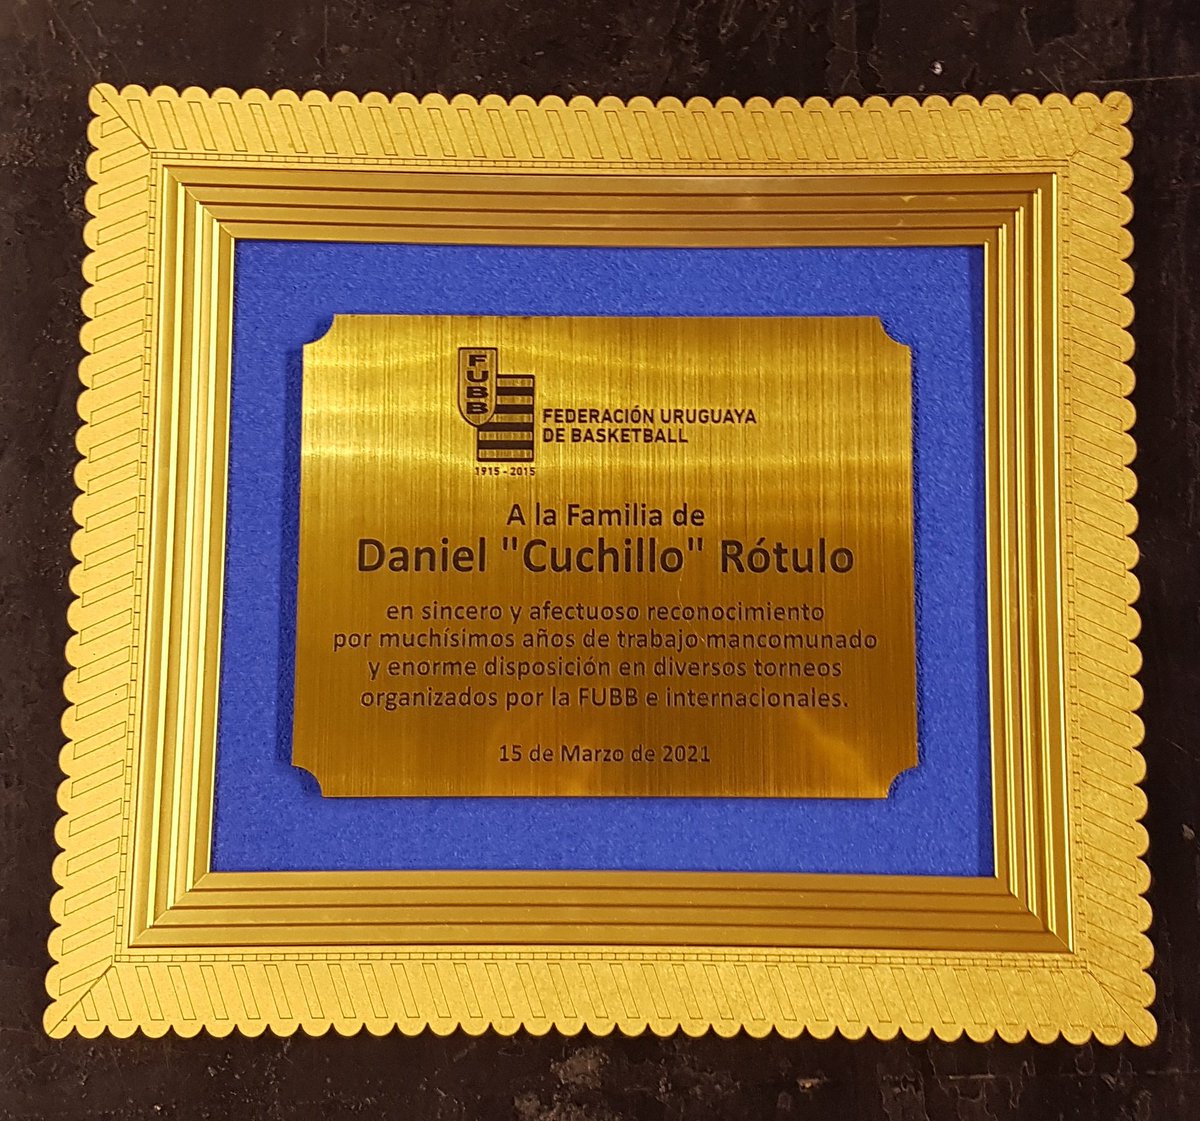 FUBB
FEDERACIÓN URUGUAYA
DE BASKETBALL
1915 - 2015
A la Familia de
Daniel "Cuchillo" Rótulo
en sincero y afectuoso reconocimiento
por muchísimos años de trabajo mancomunado
y enorme disposición en diversos torneos
organizados por la FUBB e internacionales.
15 de Marzo de 2021